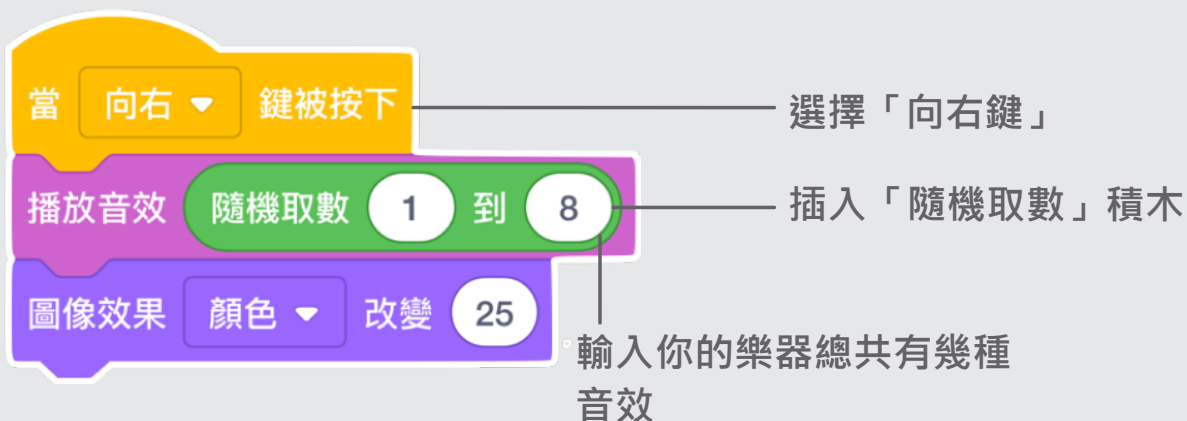 當 向右 鍵被按下
選擇「向右鍵」
播放音效 隨機取數 1 到 8
插入「隨機取數」積木
圖像效果 顏色 改變 25
輸入你的樂器總共有幾種
音效